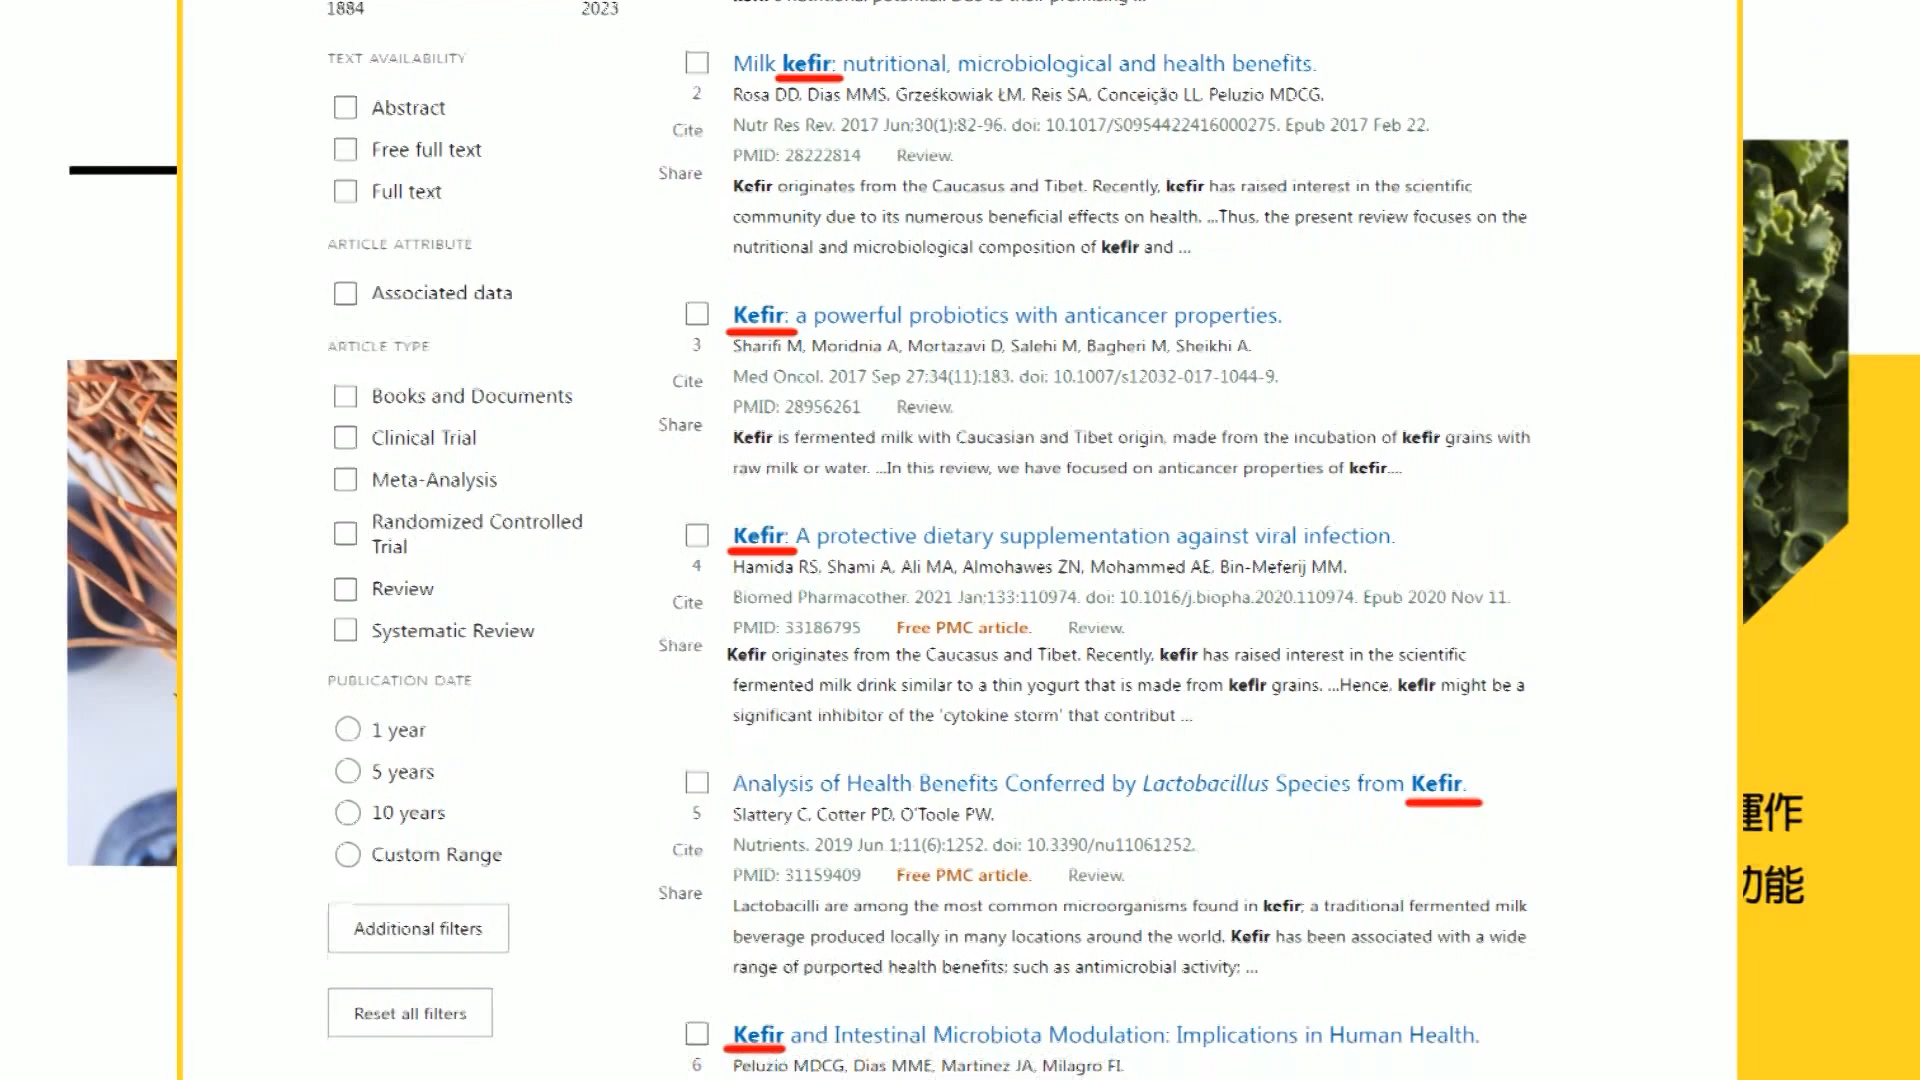 1884 2023
TEXT AVAILABILITY
Abstract
Free full text
Full text
ARTICLE ATTRIBUTE
Associated data
ARTICLE TYPE
Books and Documents
Clinical Trial
Meta-Analysis
Randomized Controlled
Trial
Review
Systematic Review
PUBLICATION DATE
1 year
5 years
10 years
Custom Range
Additional filters
Reset all filters
Milk kefir: nutritional, microbiological and health benefits.
2
Rosa DD, Dias MMS, Grześkowiak ŁM, Reis SA, Conceição LL, Peluzio MDCG.
Cite
Nutr Res Rev. 2017 Jun;30(1):82-96. doi: 10.1017/S0954422416000275. Epub 2017 Feb 22.
PMID: 28222814 Review.
Share
Kefir originates from the Caucasus and Tibet. Recently, kefir has raised interest in the scientific
community due to its numerous beneficial effects on health. ...Thus, the present review focuses on the
nutritional and microbiological composition of kefir and ...
Kefir: a powerful probiotics with anticancer properties.
3
Sharifi M, Moridnia A, Mortazavi D, Salehi M, Bagheri M, Sheikhi A.
Cite
Med Oncol. 2017 Sep 27;34(11):183. doi: 10.1007/s12032-017-1044-9.
PMID: 28956261 Review.
Share
Kefir is fermented milk with Caucasian and Tibet origin, made from the incubation of kefir grains with
raw milk or water. ...In this review, we have focused on anticancer properties of kefir....
Kefir: A protective dietary supplementation against viral infection.
4
Hamida RS, Shami A, Ali MA, Almohawes ZN, Mohammed AE, Bin-Meferij MM.
Cite
Biomed Pharmacother. 2021 Jan;133:110974. doi: 10.1016/j.biopha.2020.110974. Epub 2020 Nov 11.
PMID: 33186795 Free PMC article. Review.
Share
Kefir originates from the Caucasus and Tibet. Recently, kefir has raised interest in the scientific
fermented milk drink similar to a thin yogurt that is made from kefir grains. ...Hence, kefir might be a
significant inhibitor of the 'cytokine storm' that contribut ...
Analysis of Health Benefits Conferred by Lactobacillus Species from Kefir.
5
Slattery C, Cotter PD, O'Toole PW.
Cite
Nutrients. 2019 Jun 1;11(6):1252. doi: 10.3390/nu11061252.
PMID: 31159409 Free PMC article. Review.
Share
Lactobacilli are among the most common microorganisms found in kefir; a traditional fermented milk
beverage produced locally in many locations around the world. Kefir has been associated with a wide
range of purported health benefits; such as antimicrobial activity; ...
Kefir and Intestinal Microbiota Modulation: Implications in Human Health.
6
Peluzio MDCG, Dias MME, Martinez JA, Milagro FI.
運作
功能